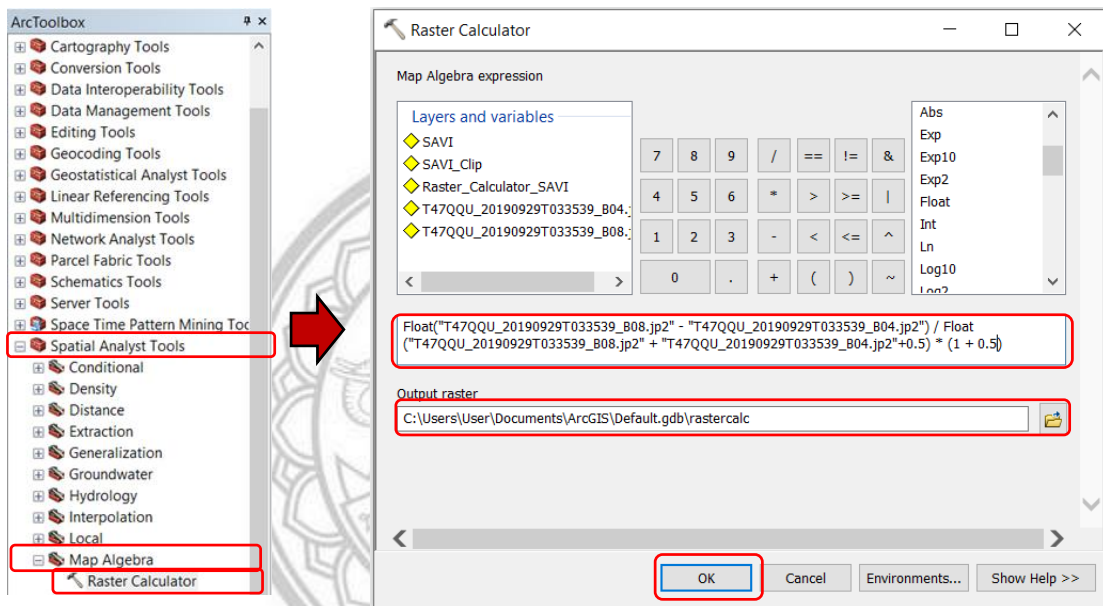 ArcToolbox
Cartography Tools
Conversion Tools
Data Interoperability Tools
Data Management Tools
Editing Tools
Geocoding Tools
Geostatistical Analyst Tools
Linear Referencing Tools
Multidimension Tools
Network Analyst Tools
Parcel Fabric Tools
Schematics Tools
Server Tools
Space Time Pattern Mining Toc
Spatial Analyst Tools
Conditional
Density
Distance
Extraction
Generalization
Groundwater
Hydrology
Interpolation
Local
Map Algebra
Raster Calculator
Raster Calculator
Map Algebra expression
Layers and variables
SAVI
SAVI_Clip
Raster_Calculator_SAVI
T47QQU_20190929T033539_B04.j
T47QQU_20190929T033539_B08.j
7 8 9 / == != &
4 5 6 * > >= |
1 2 3 - < <= ^
0 . + ( ) ~
Abs
Exp
Exp10
Exp2
Float
Int
Ln
Log10
Log2
Float("T47QQU_20190929T033539_B08.jp2" - "T47QQU_20190929T033539_B04.jp2") / Float
("T47QQU_20190929T033539_B08.jp2" + "T47QQU_20190929T033539_B04.jp2"+0.5) * (1 + 0.5)
Output raster
C:\Users\User\Documents\ArcGIS\Default.gdb\rastercalc
OK Cancel Environments... Show Help >>